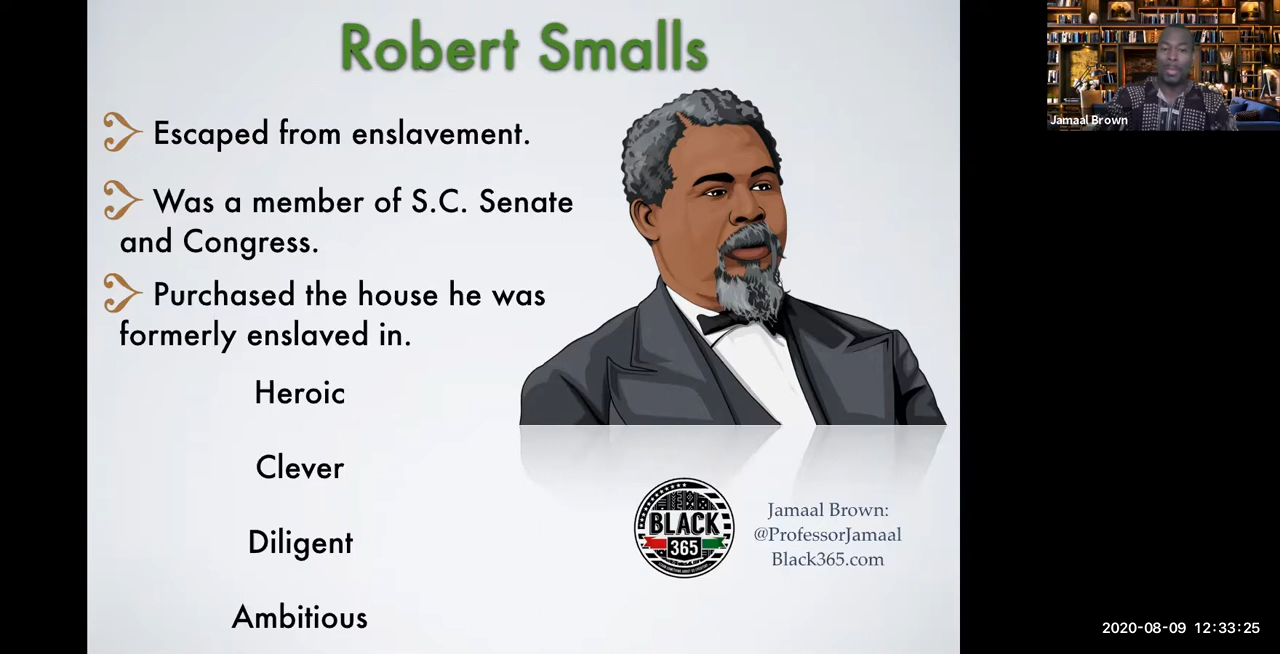 Robert Smalls
Escaped from enslavement.
Was a member of S.C. Senate
and Congress.
Purchased the house he was
formerly enslaved in.
Heroic
Clever
Diligent
Ambitious
BLACK
365
Jamaal Brown:
@ProfessorJamaal
Black365.com
Jamaal Brown
2020-08-09 12:33:25